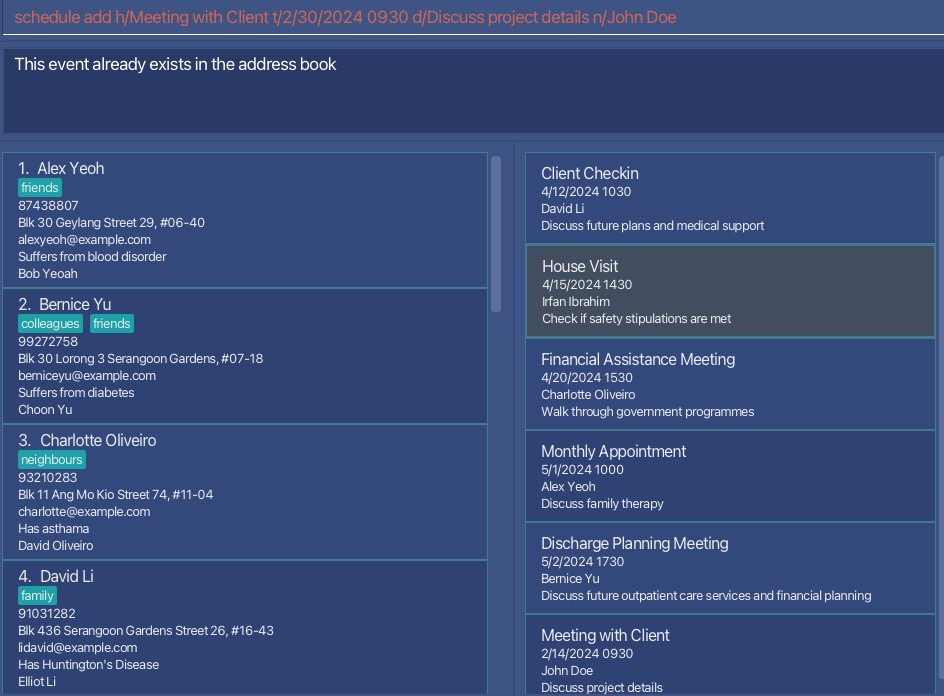 schedule add h/Meeting with Client t/2/30/2024 0930 d/Discuss project details n/John Doe
This event already exists in the address book
1. Alex Yeoh
friends
87438807
Blk 30 Geylang Street 29, #06-40
alexyeoh@example.com
Suffers from blood disorder
Bob Yeoah
2. Bernice Yu
colleagues friends
99272758
Blk 30 Lorong 3 Serangoon Gardens, #07-18
berniceyu@example.com
Suffers from diabetes
Choon Yu
3. Charlotte Oliveiro
neighbours
93210283
Blk 11 Ang Mo Kio Street 74, #11-04
charlotte@example.com
Has asthama
David Oliveiro
4. David Li
family
91031282
Blk 436 Serangoon Gardens Street 26, #16-43
lidavid@example.com
Has Huntington's Disease
Elliot Li
Client Checkin
4/12/2024 1030
David Li
Discuss future plans and medical support
House Visit
4/15/2024 1430
Irfan Ibrahim
Check if safety stipulations are met
Financial Assistance Meeting
4/20/2024 1530
Charlotte Oliveiro
Walk through government programmes
Monthly Appointment
5/1/2024 1000
Alex Yeoh
Discuss family therapy
Discharge Planning Meeting
5/2/2024 1730
Bernice Yu
Discuss future outpatient care services and financial planning
Meeting with Client
2/14/2024 0930
John Doe
Discuss project details